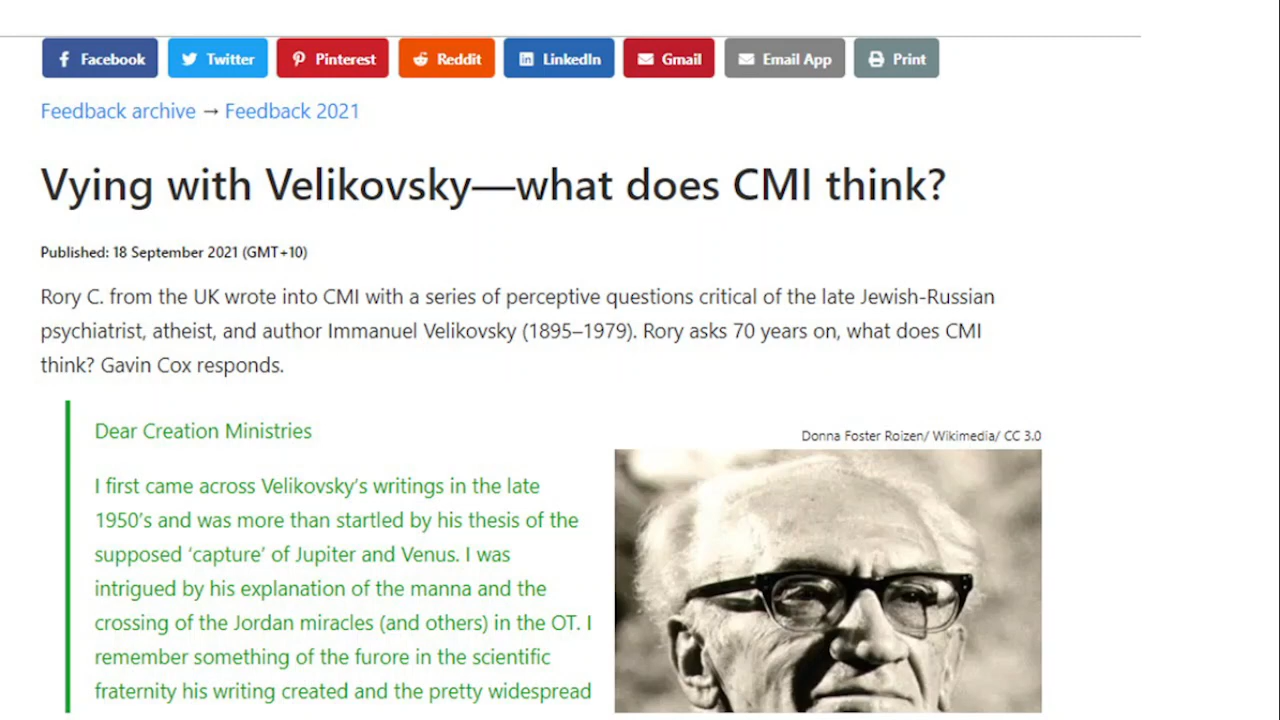 Facebook Twitter Pinterest Reddit LinkedIn Gmail Email App Print
Feedback archive → Feedback 2021
Vying with Velikovsky—what does CMI think?
Published: 18 September 2021 (GMT+10)
Rory C. from the UK wrote into CMI with a series of perceptive questions critical of the late Jewish-Russian
psychiatrist, atheist, and author Immanuel Velikovsky (1895–1979). Rory asks 70 years on, what does CMI
think? Gavin Cox responds.
Dear Creation Ministries
Donna Foster Roizen/ Wikimedia/ CC 3.0
I first came across Velikovsky’s writings in the late
1950’s and was more than startled by his thesis of the
supposed ‘capture’ of Jupiter and Venus. I was
intrigued by his explanation of the manna and the
crossing of the Jordan miracles (and others) in the OT. I
remember something of the furore in the scientific
fraternity his writing created and the pretty widespread